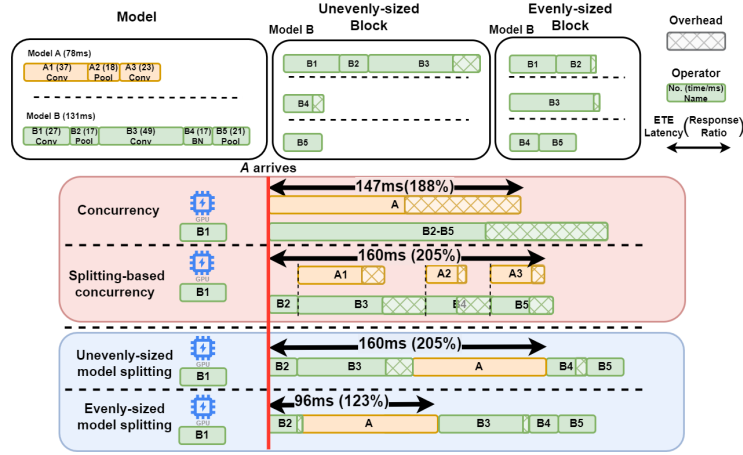 Model
Unevenly-sized
Block
Evenly-sized
Block
Overhead
Model A (78ms)
A1 (37)
Conv
A2 (18)
Pool
A3 (23)
Conv
Model B (131ms)
B1 (27)
Conv
B2 (17)
Pool
B3 (49)
Conv
B4 (17)
BN
B5 (21)
Pool
Model B
B1
B2
B3
B4
B5
Model B
B1
B2
B3
B4
B5
Operator
No. (time/ms)
Name
ETE
Latency
(Response
Ratio)
A arrives
Concurrency
GPU
B1
147ms(188%)
A
B2-B5
Splitting-based
concurrency
GPU
B1
160ms (205%)
A1
A2
A3
B2
B3
B4
B5
Unevenly-sized
model splitting
GPU
B1
160ms (205%)
B2
B3
A
B4
B5
Evenly-sized
model splitting
GPU
B1
96ms (123%)
B2
A
B3
B4
B5